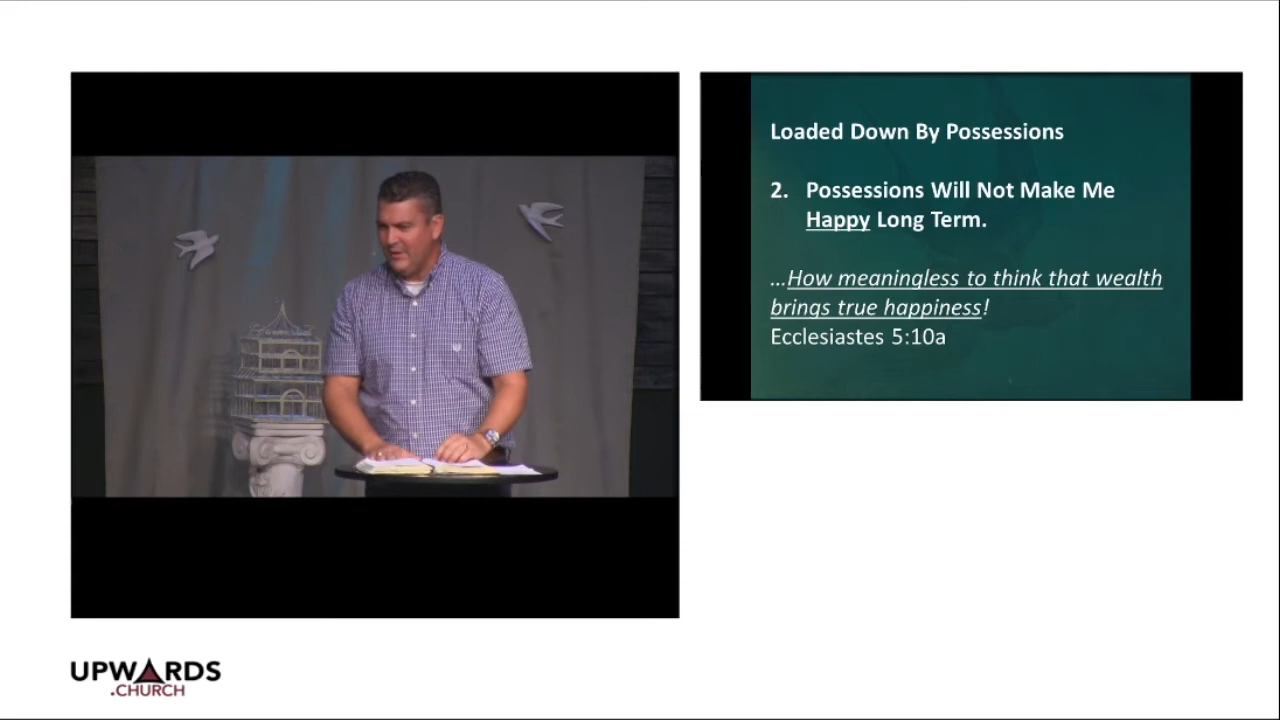 Loaded Down By Possessions
2. Possessions Will Not Make Me
Happy Long Term.
...How meaningless to think that wealth
brings true happiness!
Ecclesiastes 5:10a
UPWARDS
.CHURCH